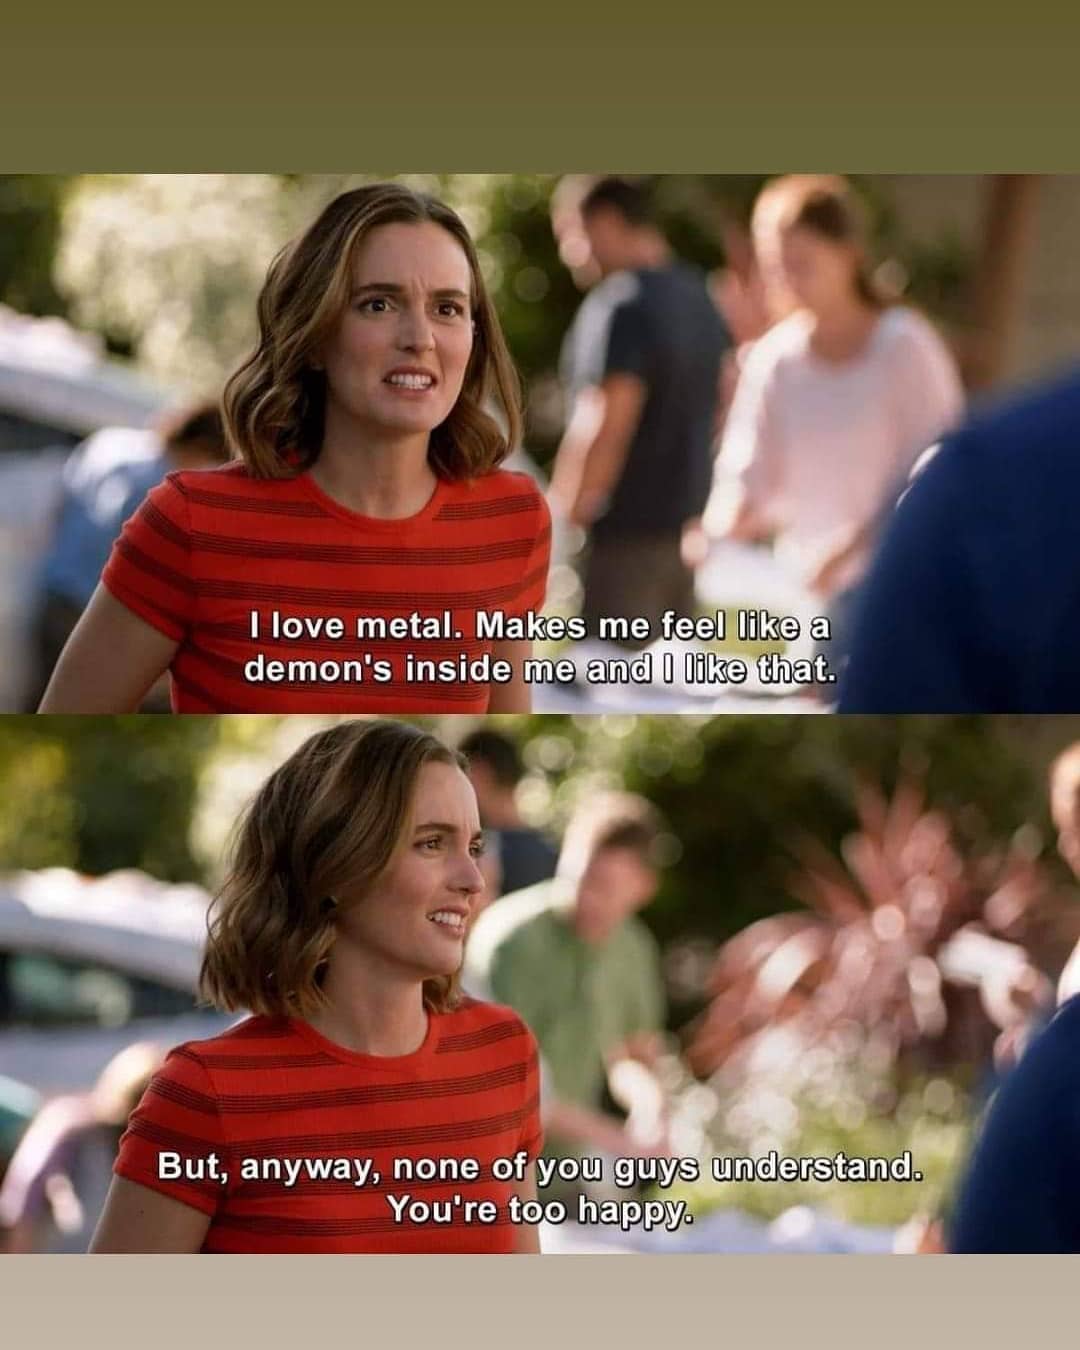 I love metal. Makes me feel like a
demon's inside me and I like that.
But, anyway, none of you guys understand.
You're too happy.